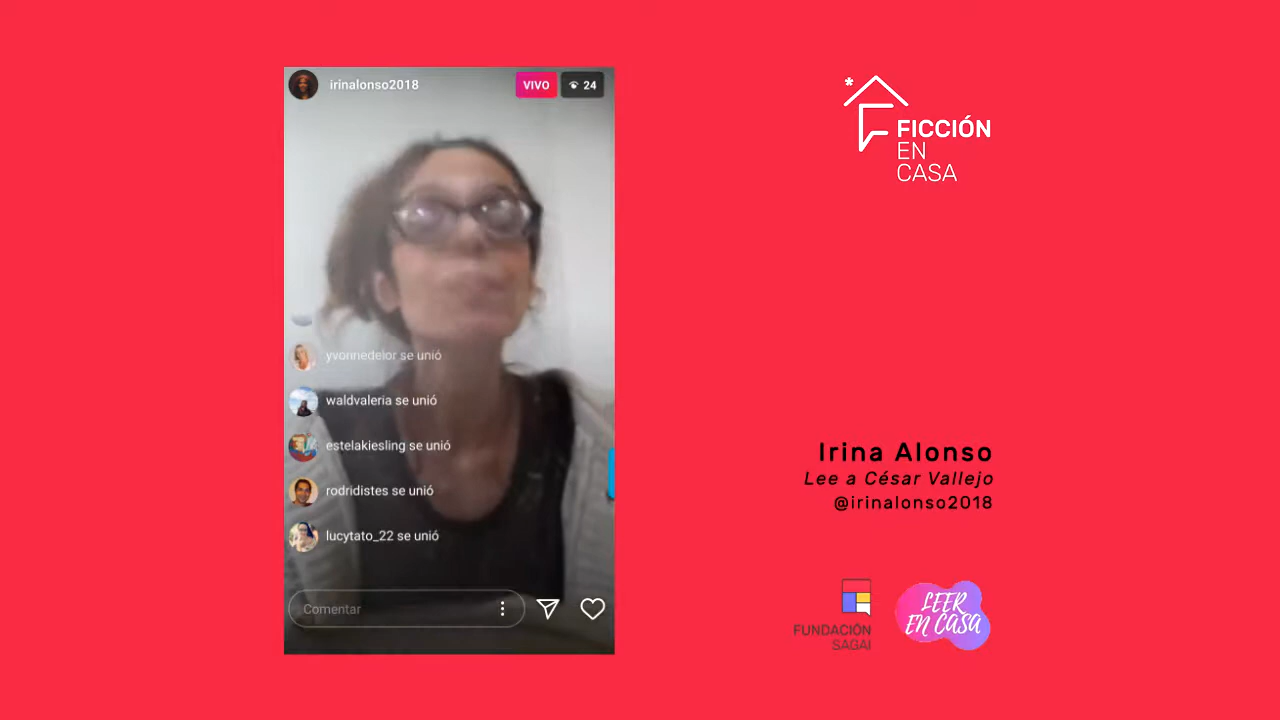 irinalonso2018
VIVO
24
yvonnedelor se unió
waldvaleria se unió
estelakiesling se unió
rodridistes se unió
lucytato_22 se unió
Comentar
*
FICCIÓN
EN
CASA
Irina Alonso
Lee a César Vallejo
@irinalonso2018
FUNDACIÓN
SAGAI
LEER
EN CASA